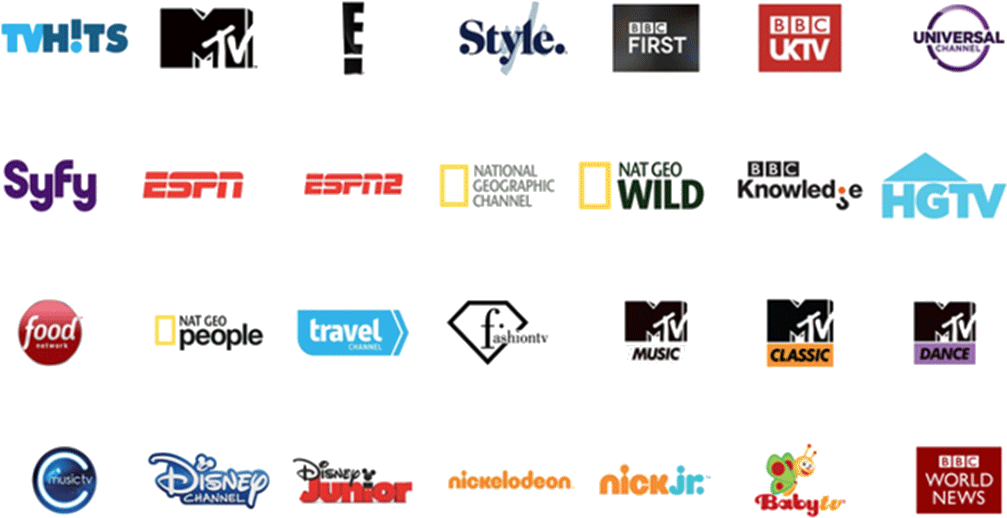 TVH!TS
MTV
E!
Style.
BBC
FIRST
BBC
UKTV
UNIVERSAL
CHANNEL
Syfy
ESPN
ESPN2
NATIONAL
GEOGRAPHIC
CHANNEL
NAT GEO
WILD
BBC
Knowledge
HGTV
food
network
NAT GEO
people
travel
CHANNEL
fashiontv
MTV
MUSIC
MTV
CLASSIC
MTV
DANCE
C
musictv
Disney
CHANNEL
Disney
Junior
nickelodeon
nick jr.
Babytv
BBC
WORLD
NEWS